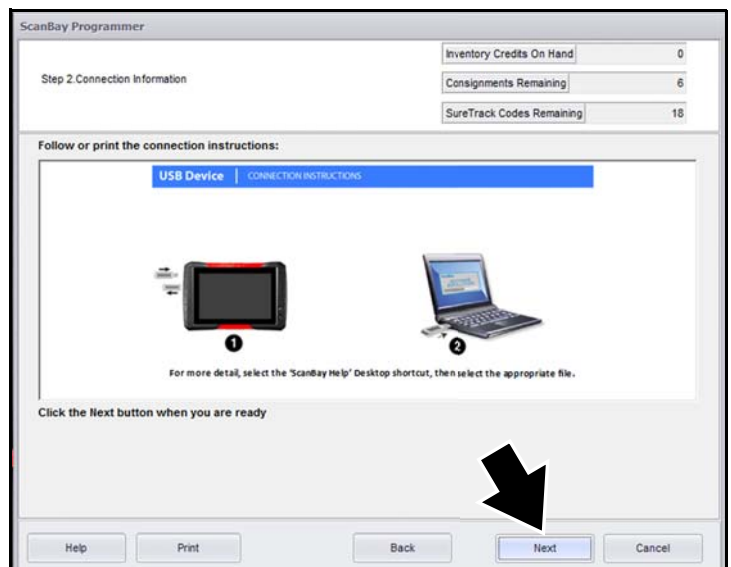 ScanBay Programmer
Step 2.Connection Information
Inventory Credits On Hand 0
Consignments Remaining 6
SureTrack Codes Remaining 18
Follow or print the connection instructions:
USB Device | CONNECTION INSTRUCTIONS
1
2
For more detail, select the 'ScanBay Help' Desktop shortcut, then select the appropriate file.
Click the Next button when you are ready
Help Print Back Next Cancel